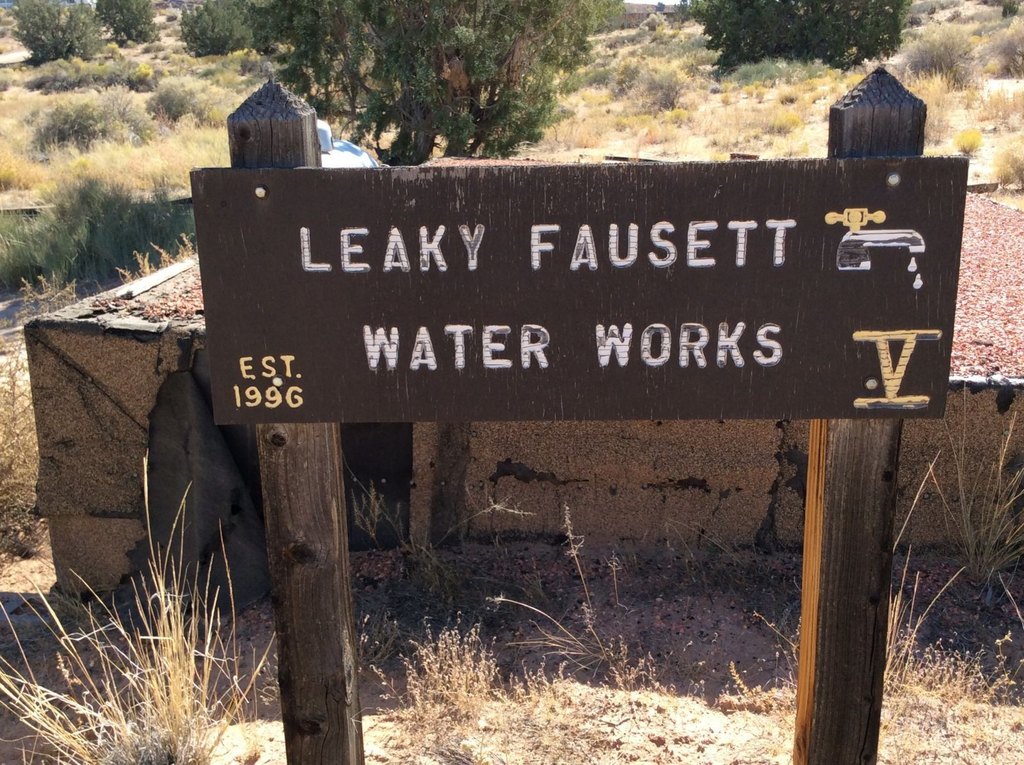 LEAKY FAUSETT
WATER WORKS
EST.
1996
V